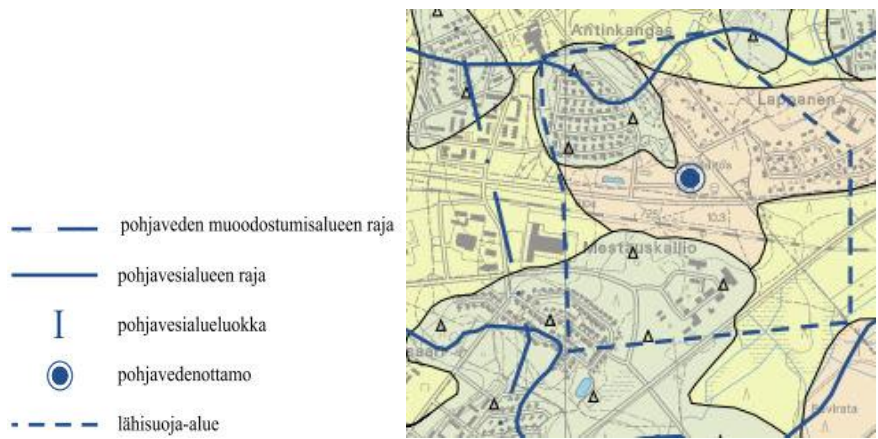 pohjaveden muoodostumisalueen raja
pohjavesialueen raja
I pohjavesialueluokka
pohjavedenottamo
lähisuoja-alue
Antinkangas
Lappanen
Mestauskallio